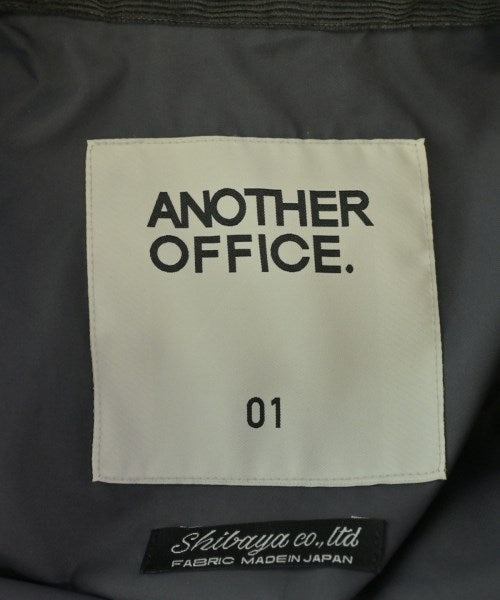 ANOTHER
OFFICE.
01
Shibaya co.,ltd
FABRIC MADE IN JAPAN